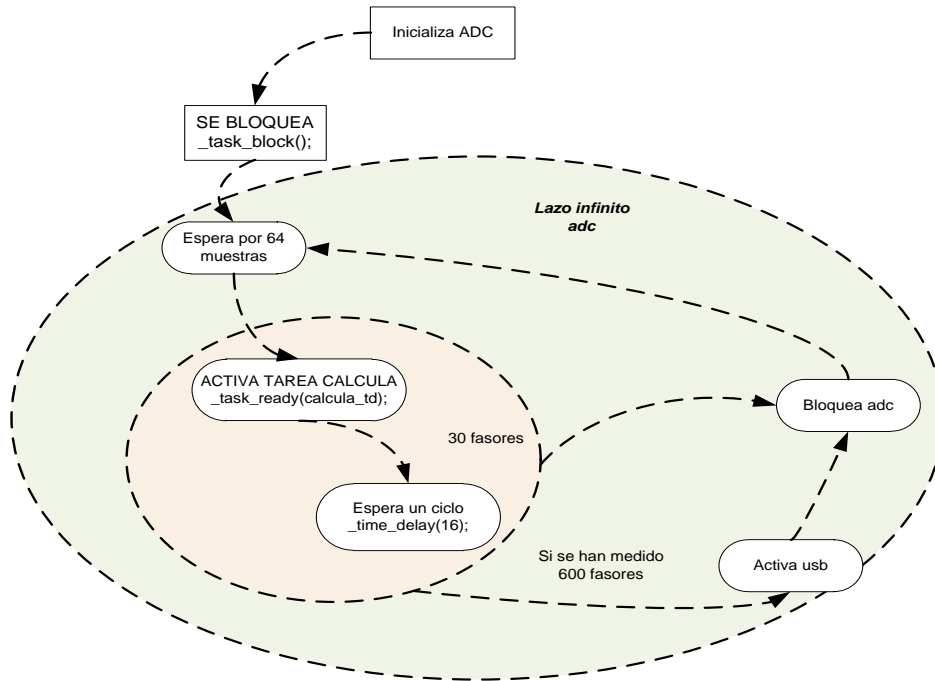 Inicializa ADC
SE BLOQUEA
_task_block();
Lazo infinito
adc
Espera por 64
muestras
ACTIVA TAREA CALCULA
_task_ready(calcula_td);
Bloquea adc
30 fasores
Espera un ciclo
_time_delay(16);
Si se han medido
600 fasores
Activa usb